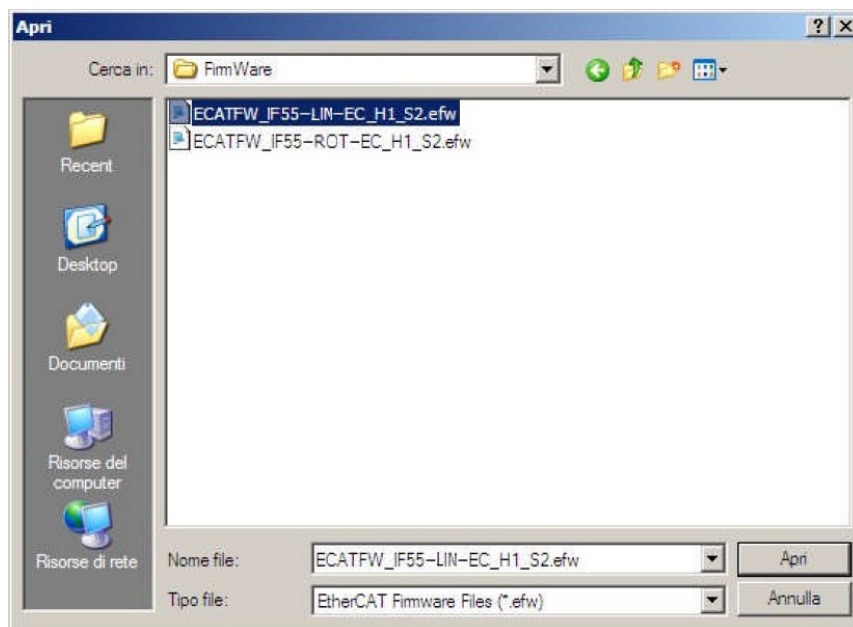 Apri
Cerca in: FirmWare
ECATFW_IF55-LIN-EC_H1_S2.efw
ECATFW_IF55-ROT-EC_H1_S2.efw
Recent
Desktop
Documenti
Risorse del
computer
Risorse di rete
Nome file: ECATFW_IF55-LIN-EC_H1_S2.efw Apri
Tipo file: EtherCAT Firmware Files (*.efw) Annulla